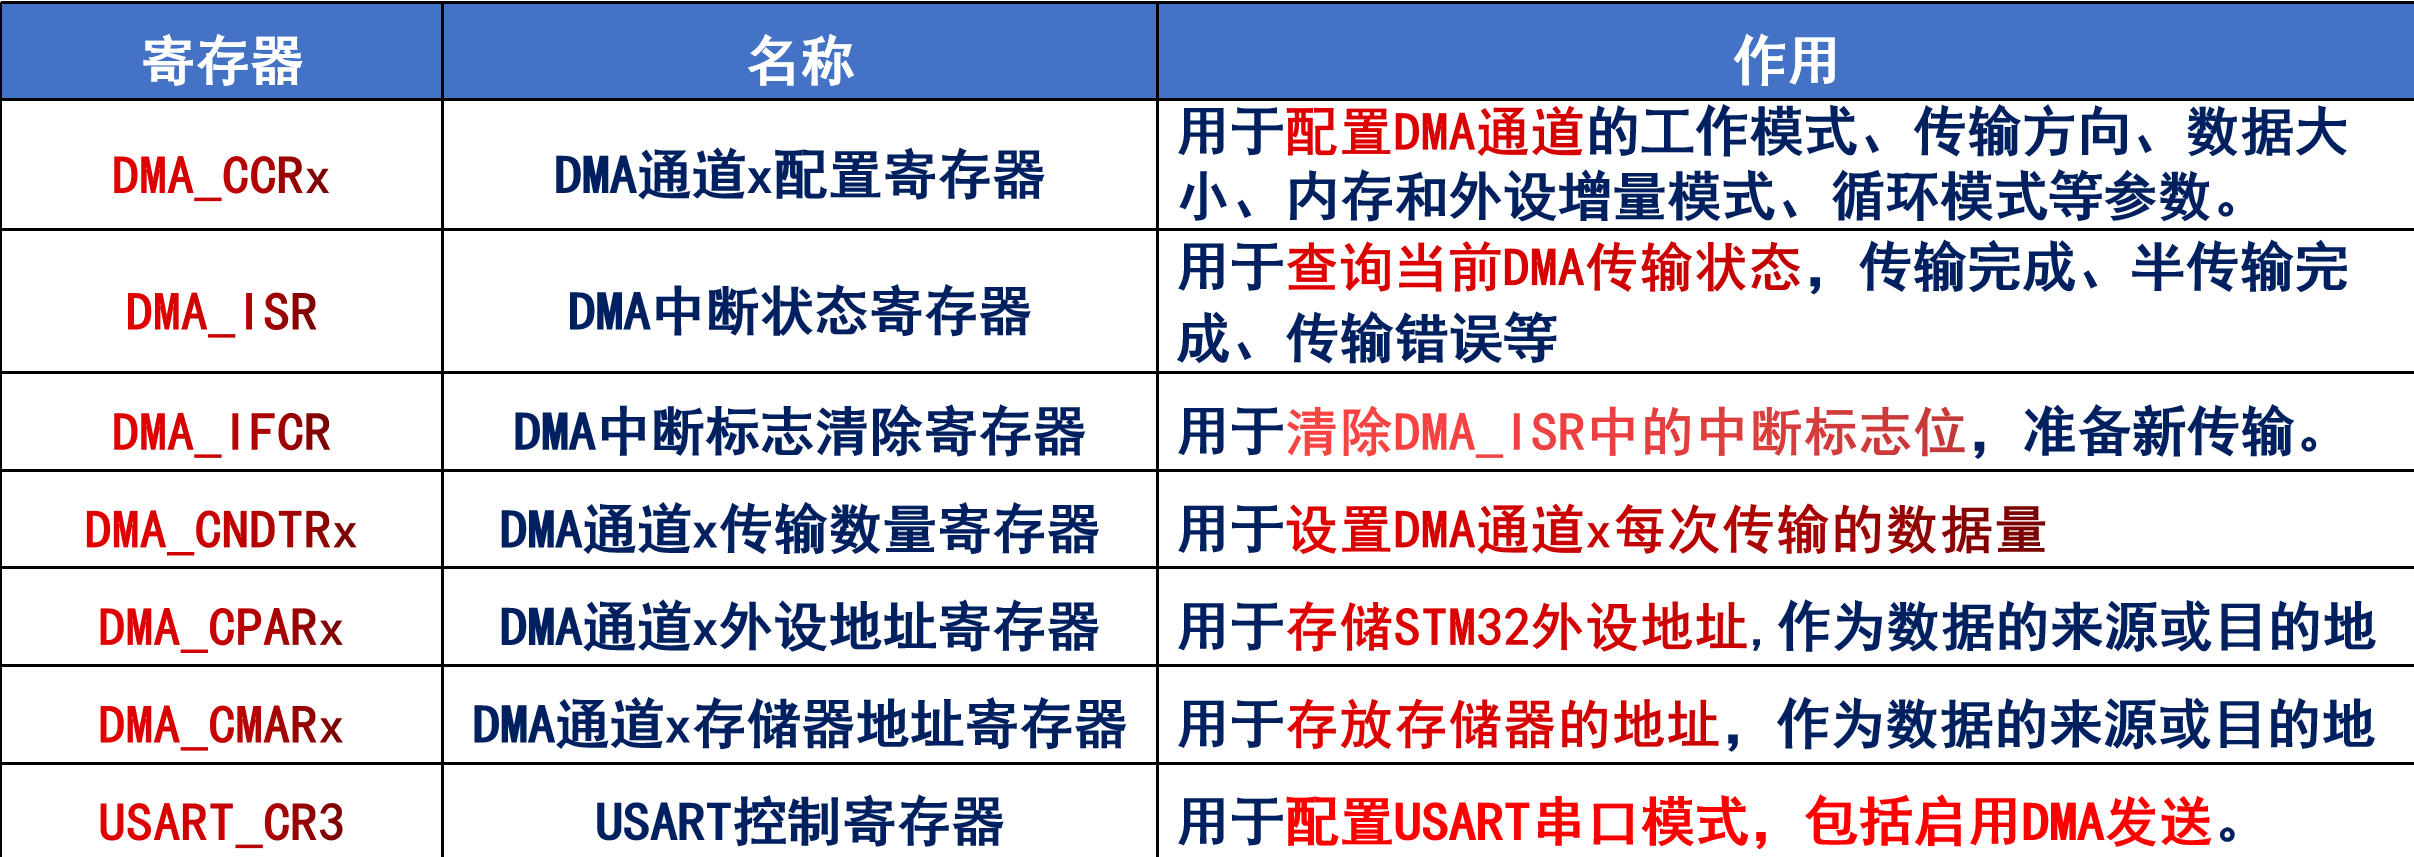 寄存器 名称 作用
DMA_CCRx DMA通道x配置寄存器 用于配置DMA通道的工作模式、传输方向、数据大
小、内存和外设增量模式、循环模式等参数。
DMA_ISR DMA中断状态寄存器 用于查询当前DMA传输状态，传输完成、半传输完
成、传输错误等
DMA_IFCR DMA中断标志清除寄存器 用于清除DMA_ISR中的中断标志位，准备新传输。
DMA_CNDTRx DMA通道x传输数量寄存器 用于设置DMA通道x每次传输的数据量
DMA_CPARx DMA通道x外设地址寄存器 用于存储STM32外设地址,作为数据的来源或目的地
DMA_CMARx DMA通道x存储器地址寄存器 用于存放存储器的地址，作为数据的来源或目的地
USART_CR3 USART控制寄存器 用于配置USART串口模式，包括启用DMA发送。